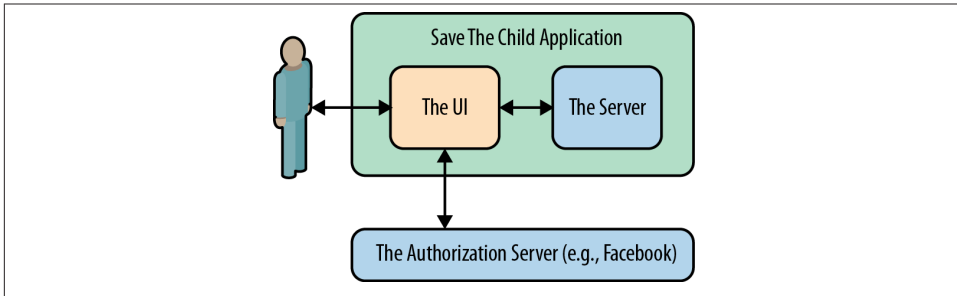 Save The Child Application
The UI
The Server
The Authorization Server (e.g., Facebook)